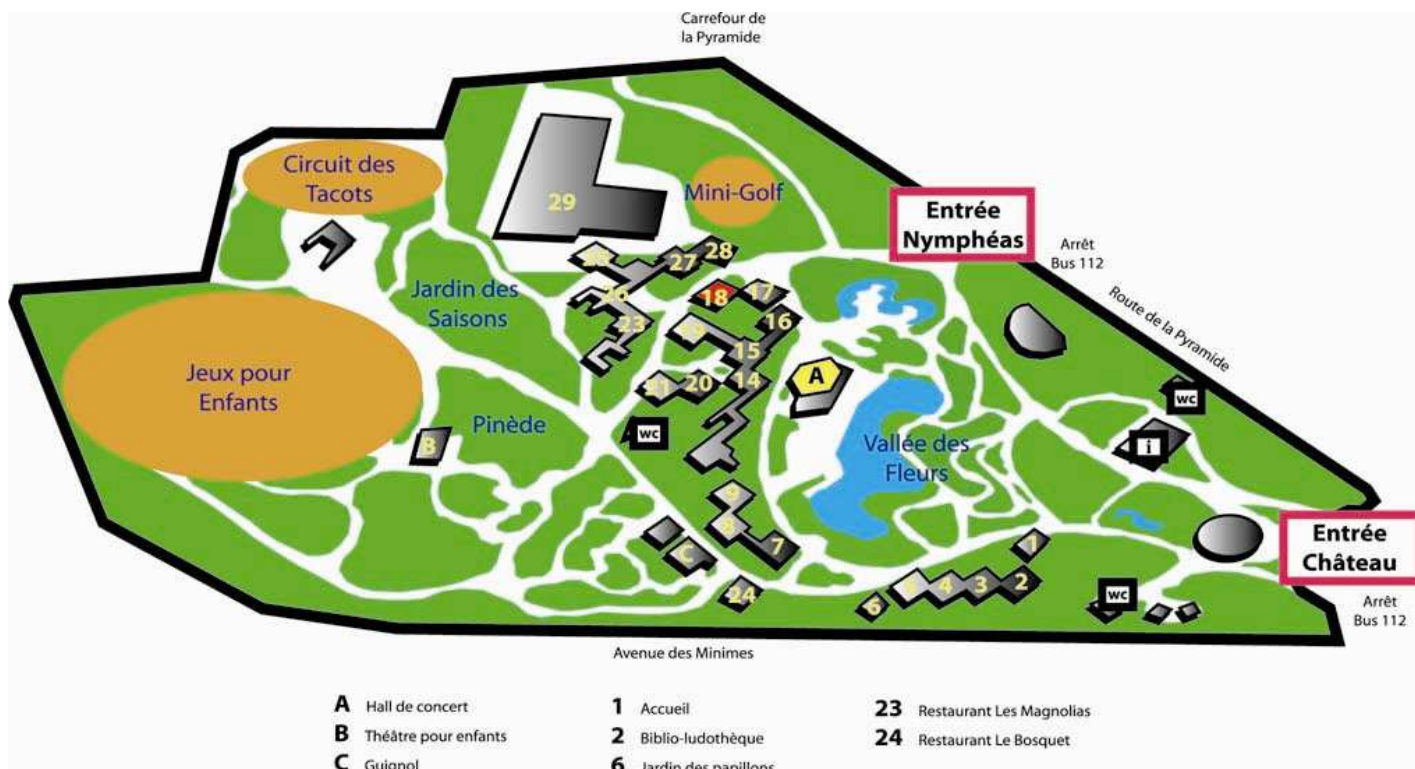 Carrefour de
la Pyramide
Circuit des
Tacots
29
Mini-Golf
Entrée
Nymphéas
Arrêt
Bus 112
28
27
Jardin des
Saisons
26
18
17
Route de la Pyramide
23
16
15
Jeux pour
Enfants
20
14
A
wc
Pinède
B
wc
i
Vallée des
Fleurs
9
8
7
C
1
Entrée
Château
24
6
5
4
3
2
wc
Arrêt
Bus 112
Avenue des Minimes
A Hall de concert
B Théâtre pour enfants
C Guignol
1 Accueil
2 Biblio-ludothèque
6 Jardin des papillons
23 Restaurant Les Magnolias
24 Restaurant Le Bosquet